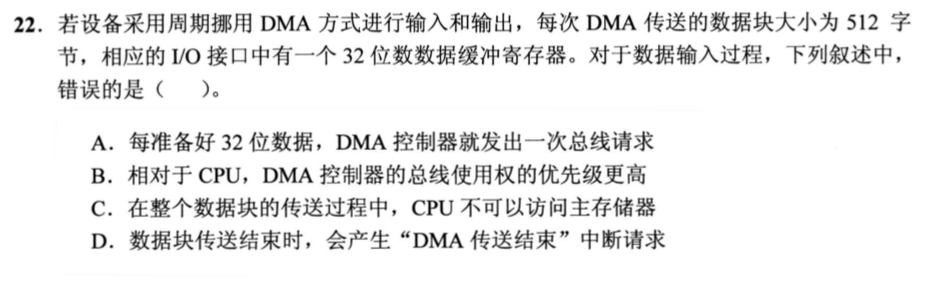 22. 若设备采用周期挪用 DMA 方式进行输入和输出，每次 DMA 传送的数据块大小为 512 字
节，相应的 I/O 接口中有一个 32 位数数据缓冲寄存器。对于数据输入过程，下列叙述中，
错误的是（　　）。
A. 每准备好 32 位数据，DMA 控制器就发出一次总线请求
B. 相对于 CPU，DMA 控制器的总线使用权的优先级更高
C. 在整个数据块的传送过程中，CPU 不可以访问主存储器
D. 数据块传送结束时，会产生“DMA 传送结束”中断请求